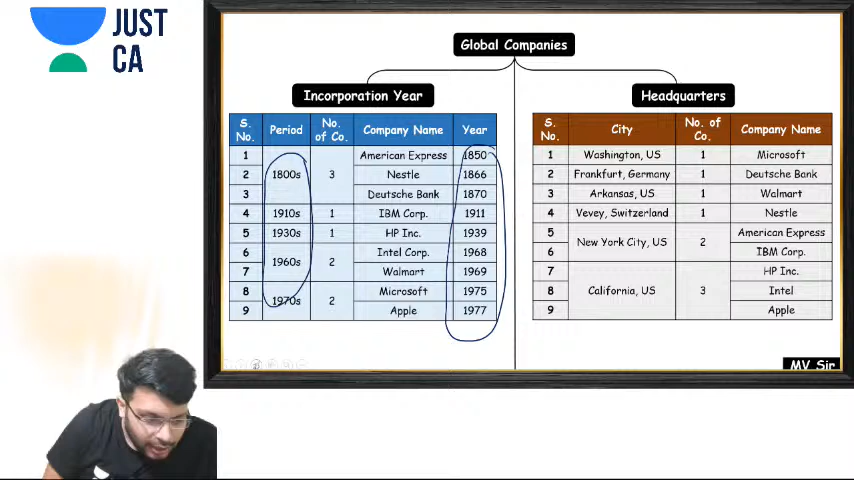 JUST
CA
Global Companies
Incorporation Year
S. No. Period No. of Co. Company Name Year
1 1800s 3 American Express 1850
2 Nestle 1866
3 Deutsche Bank 1870
4 1910s 1 IBM Corp. 1911
5 1930s 1 HP Inc. 1939
6 1960s 2 Intel Corp. 1968
7 Walmart 1969
8 1970s 2 Microsoft 1975
9 Apple 1977
Headquarters
S. No. City No. of Co. Company Name
1 Washington, US 1 Microsoft
2 Frankfurt, Germany 1 Deutsche Bank
3 Arkansas, US 1 Walmart
4 Vevey, Switzerland 1 Nestle
5 New York City, US 2 American Express
6 IBM Corp.
7 California, US 3 HP Inc.
8 Intel
9 Apple
MV Sir